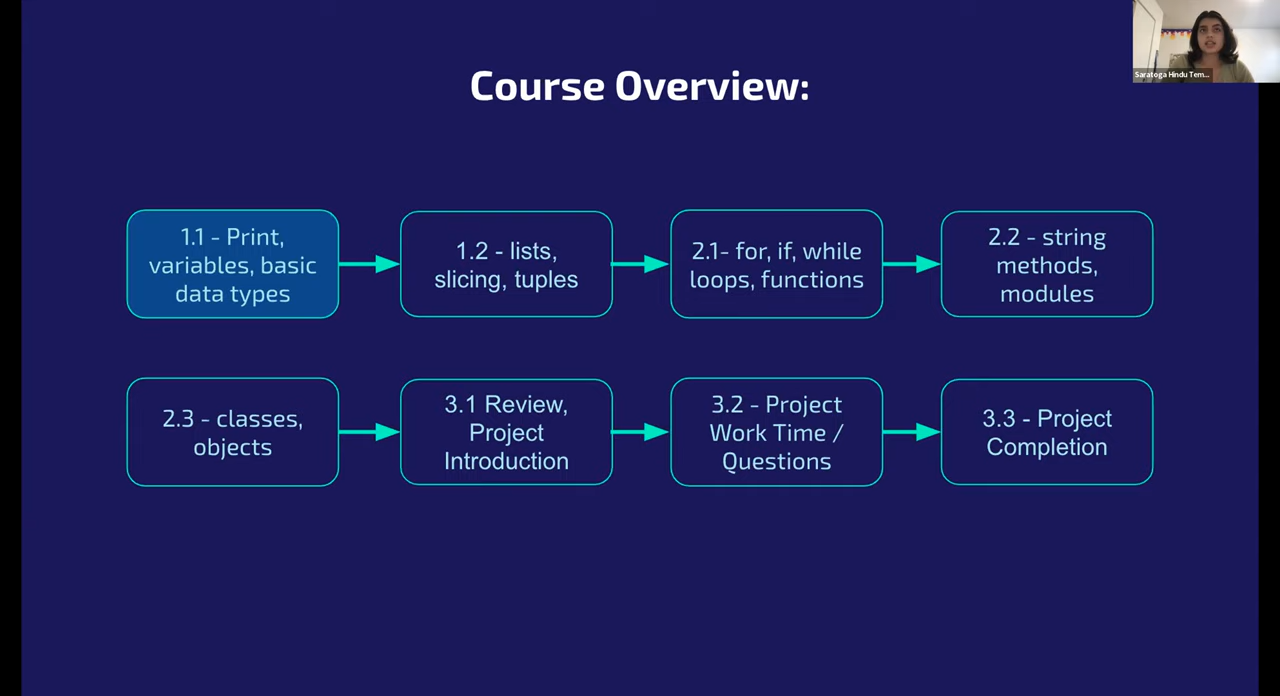 Course Overview:
Saratoga Hindu Tem...
1.1 - Print,
variables, basic
data types
1.2 - lists,
slicing, tuples
2.1- for, if, while
loops, functions
2.2 - string
methods,
modules
2.3 - classes,
objects
3.1 Review,
Project
Introduction
3.2 - Project
Work Time /
Questions
3.3 - Project
Completion